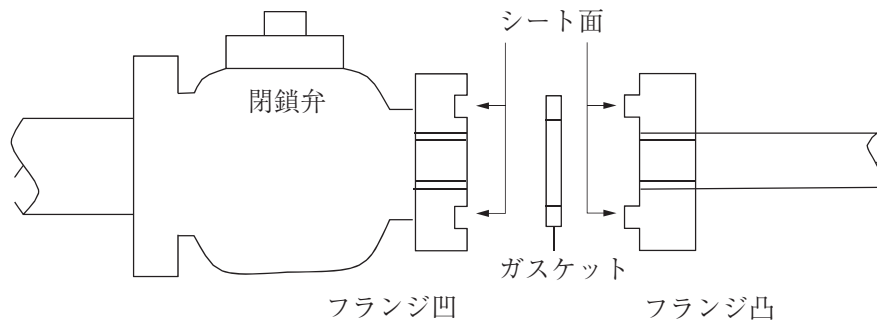 シート面
閉鎖弁
ガスケット
フランジ凹
フランジ凸